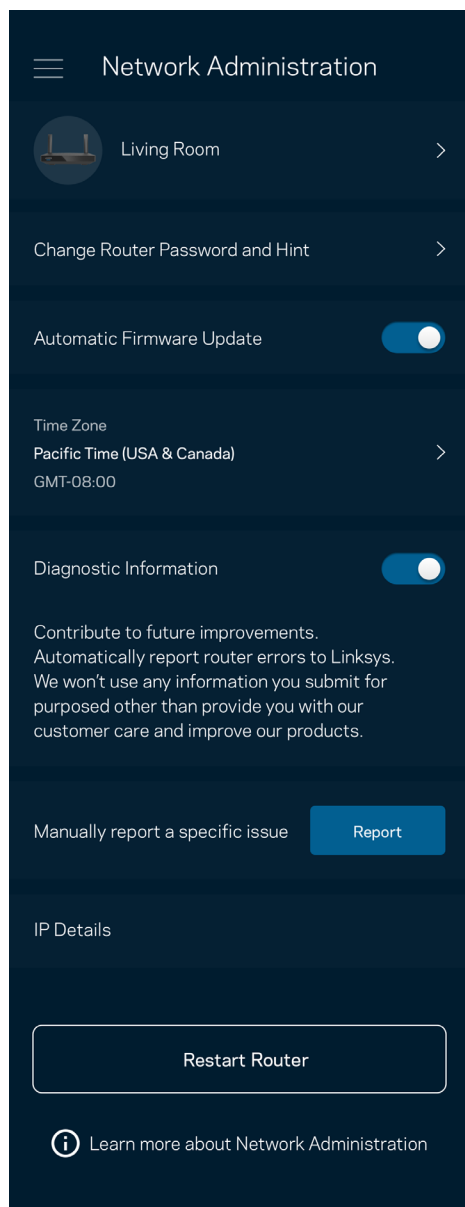 Network Administration
Living Room
Change Router Password and Hint
Automatic Firmware Update
Time Zone
Pacific Time (USA & Canada)
GMT-08:00
Diagnostic Information
Contribute to future improvements.
Automatically report router errors to Linksys.
We won't use any information you submit for
purposed other than provide you with our
customer care and improve our products.
Manually report a specific issue
Report
IP Details
Restart Router
Learn more about Network Administration